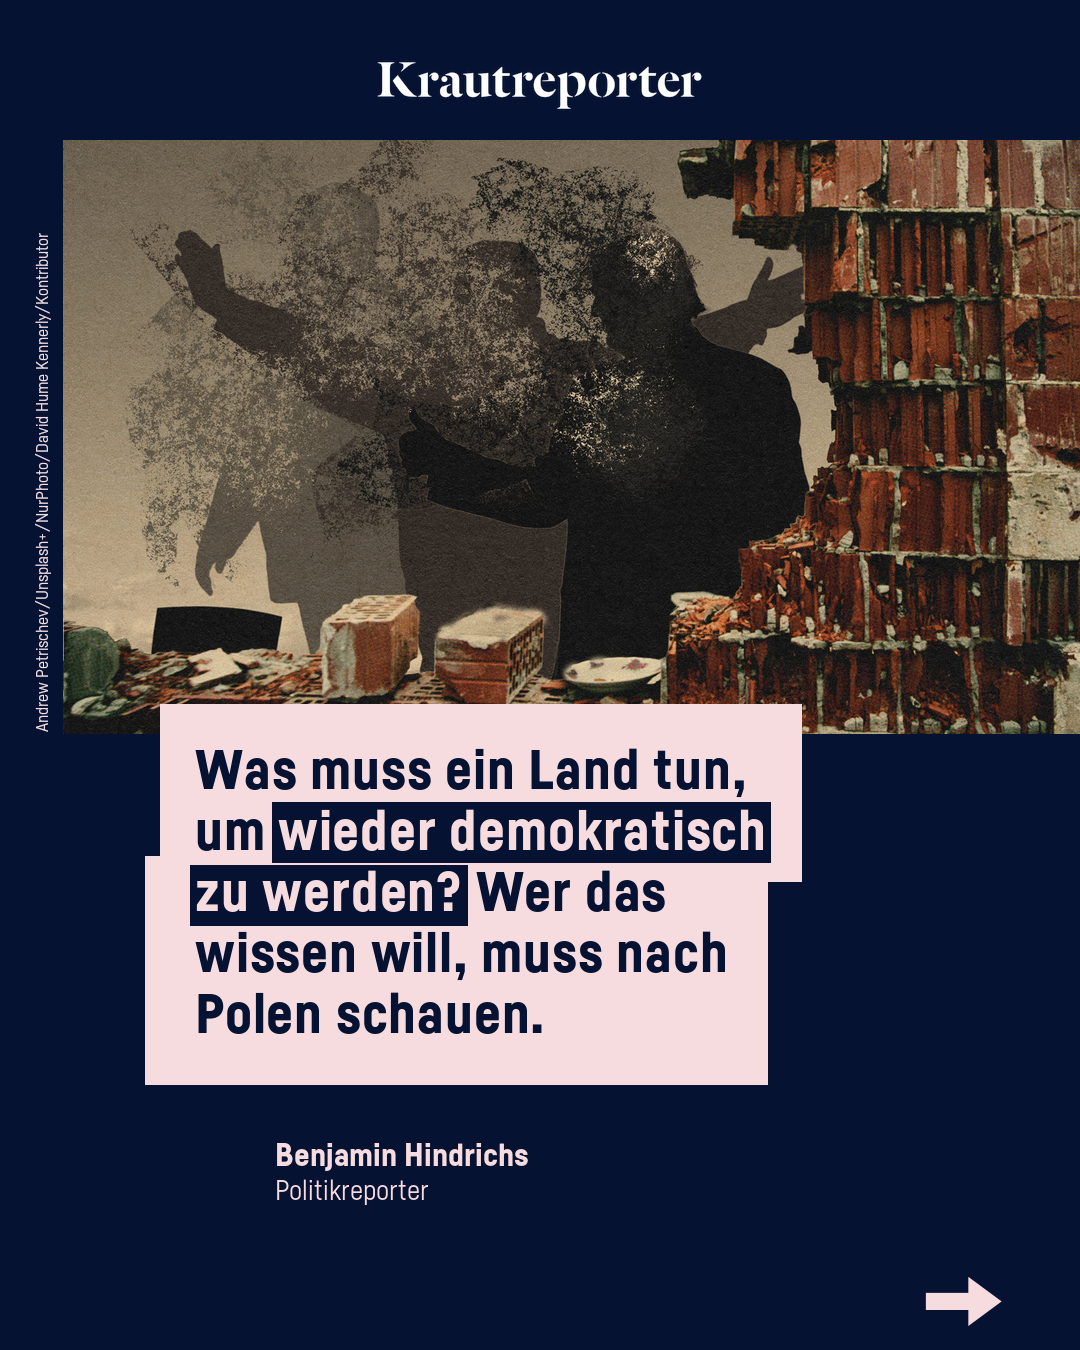 Krautreporter
Andrew Petrischev/Unsplash+/NurPhoto/David Hume Kennerly/Kontributor
Was muss ein Land tun,
um wieder demokratisch
zu werden? Wer das
wissen will, muss nach
Polen schauen.
Benjamin Hindrichs
Politikreporter